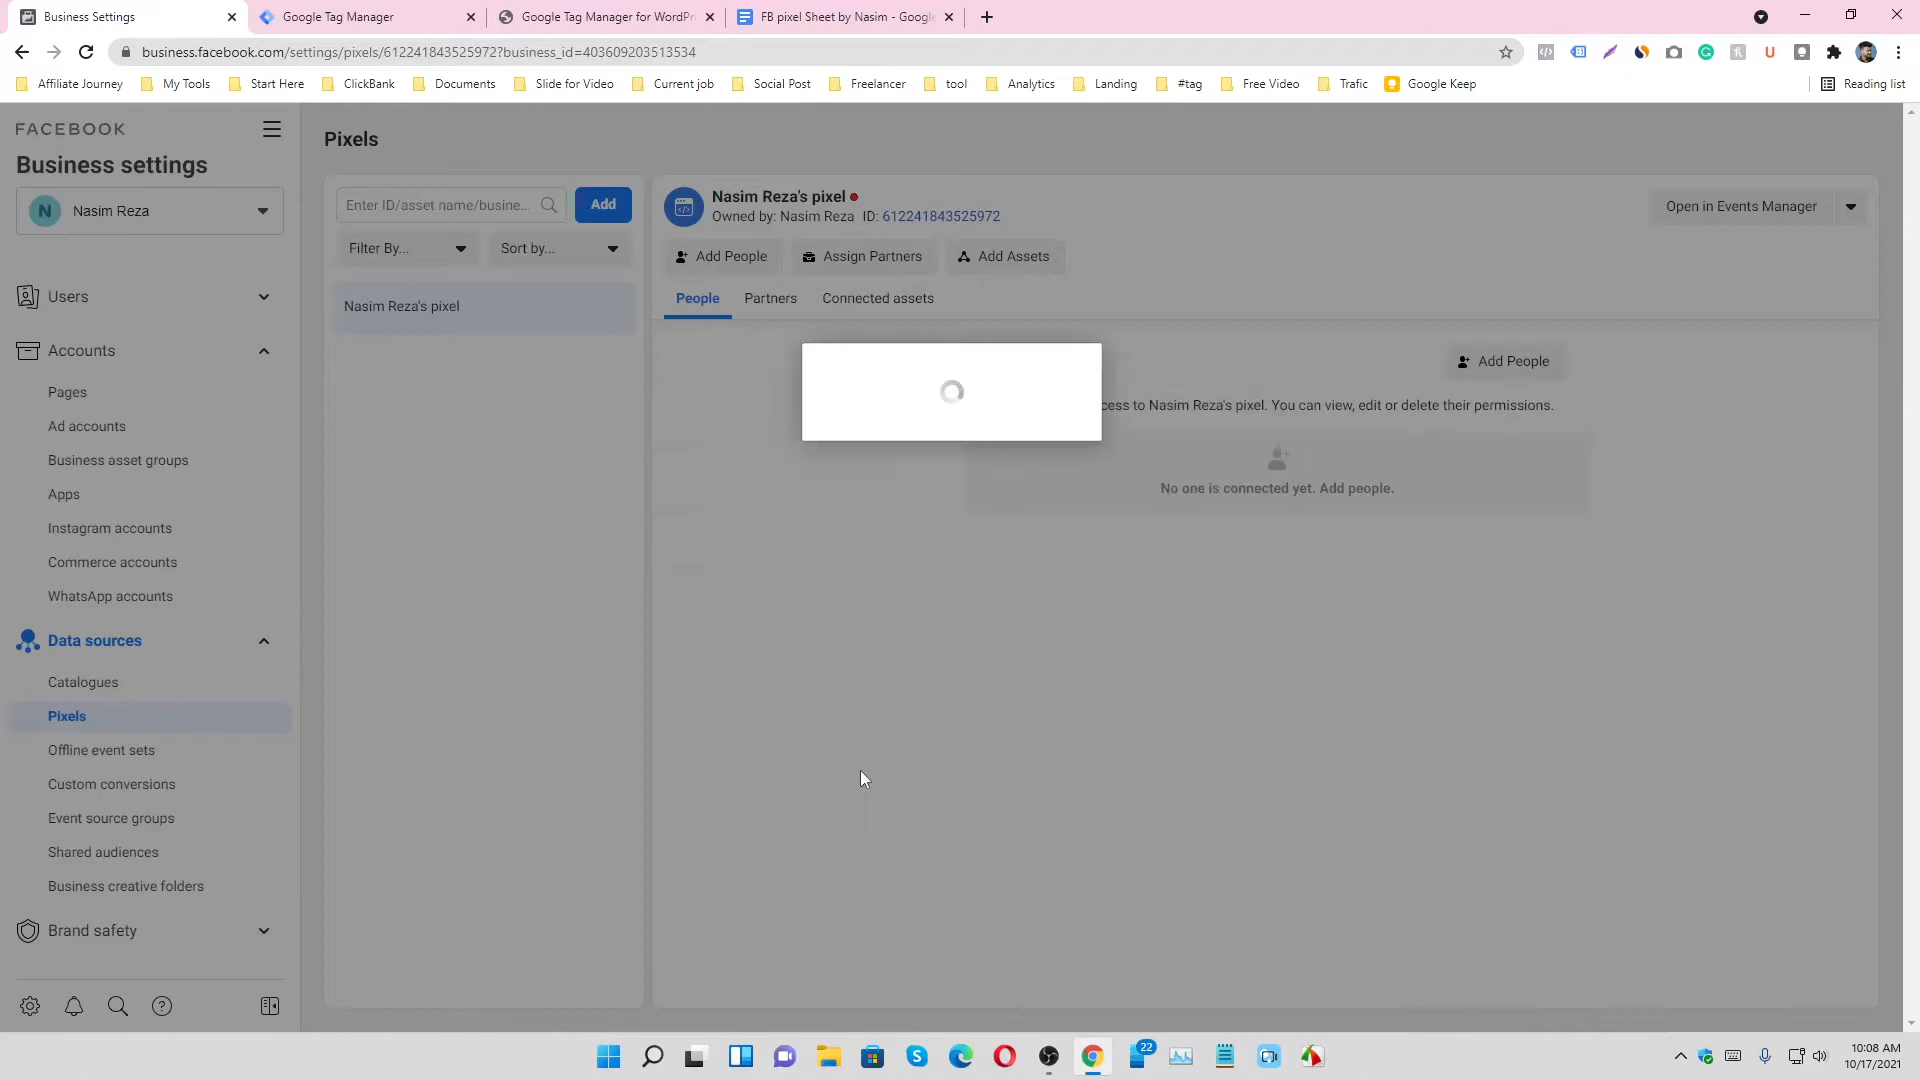 Business Settings
Google Tag Manager
Google Tag Manager for WordPr
FB pixel Sheet by Nasim - Google
business.facebook.com/settings/pixels/612241843525972?business_id=403609203513534
Affiliate Journey
My Tools
Start Here
ClickBank
Documents
Slide for Video
Current job
Social Post
Freelancer
tool
Analytics
Landing
#tag
Free Video
Trafic
Google Keep
Reading list
FACEBOOK
Business settings
N
Nasim Reza
Users
Accounts
Pages
Ad accounts
Business asset groups
Apps
Instagram accounts
Commerce accounts
WhatsApp accounts
Data sources
Catalogues
Pixels
Offline event sets
Custom conversions
Event source groups
Shared audiences
Business creative folders
Brand safety
Pixels
Enter ID/asset name/busine...
Add
Filter By...
Sort by...
Nasim Reza's pixel
Nasim Reza's pixel
Owned by: Nasim Reza ID: 612241843525972
Open in Events Manager
Add People
Assign Partners
Add Assets
People
Partners
Connected assets
Add People
cess to Nasim Reza's pixel. You can view, edit or delete their permissions.
No one is connected yet. Add people.
22
10:08 AM
10/17/2021